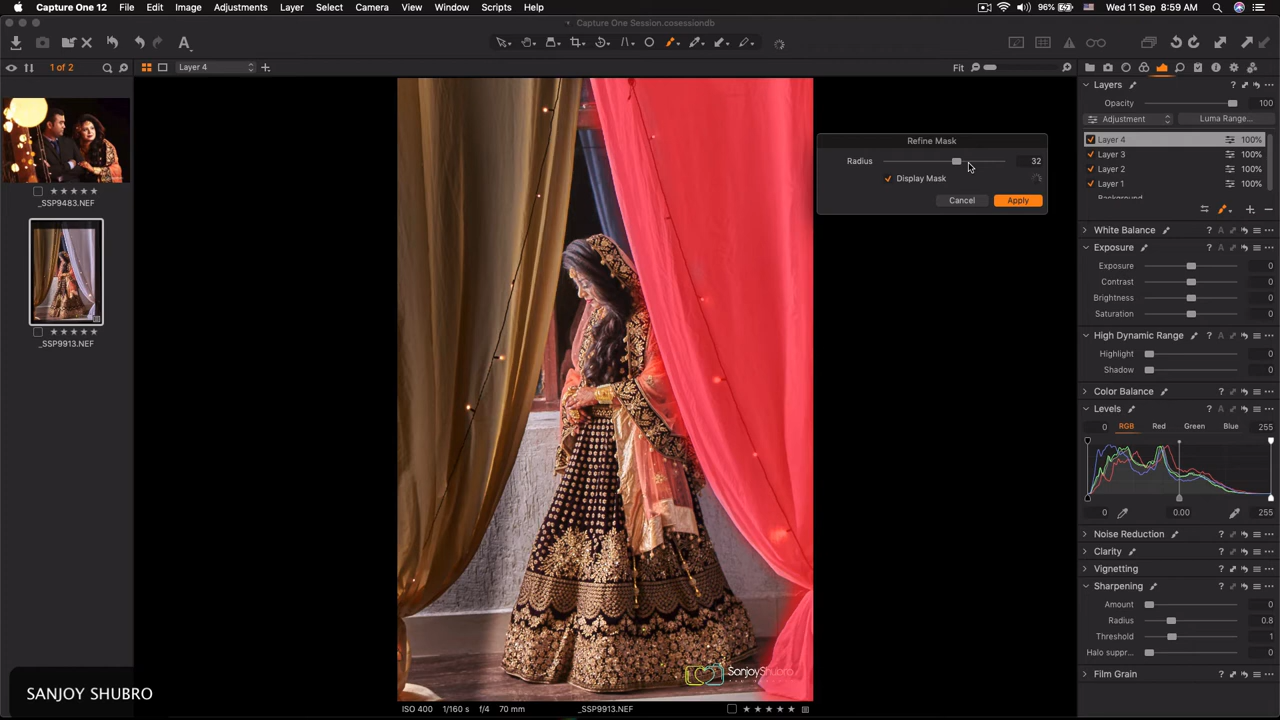 Capture One 12 File Edit Image Adjustments Layer Select Camera View Window Scripts Help 96% Wed 11 Sep 8:59 AM
Capture One Session.cosessiondb
1 of 2 Layer 4 Fit
_SSP9483.NEF
_SSP9913.NEF
Refine Mask
Radius 32
Display Mask
Cancel Apply
Layers
Opacity 100
Adjustment Luma Range...
Layer 4 100%
Layer 3 100%
Layer 2 100%
Layer 1 100%
Background
White Balance
Exposure
Exposure 0
Contrast 0
Brightness 0
Saturation 0
High Dynamic Range
Highlight 0
Shadow 0
Color Balance
Levels
0 RGB Red Green Blue 255
0 0.00 255
Noise Reduction
Clarity
Vignetting
Sharpening
Amount 0
Radius 0.8
Threshold 1
Halo suppr... 0
Film Grain
SanjoyShubro
ISO 400 1/160 s f/4 70 mm _SSP9913.NEF
SANJOY SHUBRO